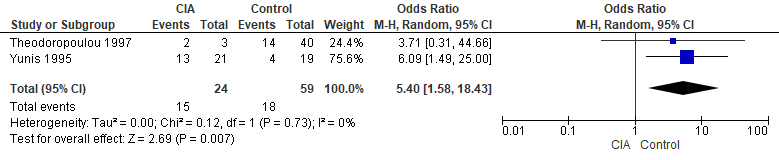 CIA Control Odds Ratio Odds Ratio
Study or Subgroup Events Total Events Total Weight M-H, Random, 95% CI M-H, Random, 95% CI
Theodoropoulou 1997 2 3 14 40 24.4% 3.71 [0.31, 44.66]
Yunis 1995 13 21 4 19 75.6% 6.09 [1.49, 25.00]
Total (95% CI) 24 59 100.0% 5.40 [1.58, 18.43]
Total events 15 18
Heterogeneity: Tau² = 0.00; Chi² = 0.12, df = 1 (P = 0.73); I² = 0%
Test for overall effect: Z = 2.69 (P = 0.007)
0.01 0.1 1 10 100
CIA Control